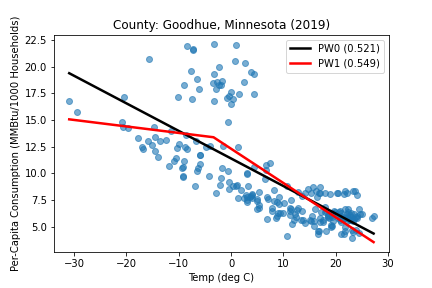 County: Goodhue, Minnesota (2019)
Per-Capita Consumption (MMBtu/1000 Households)
22.5
20.0
17.5
15.0
12.5
10.0
7.5
5.0
PW0 (0.521)
PW1 (0.549)
−30 −20 −10 0 10 20 30
Temp (deg C)